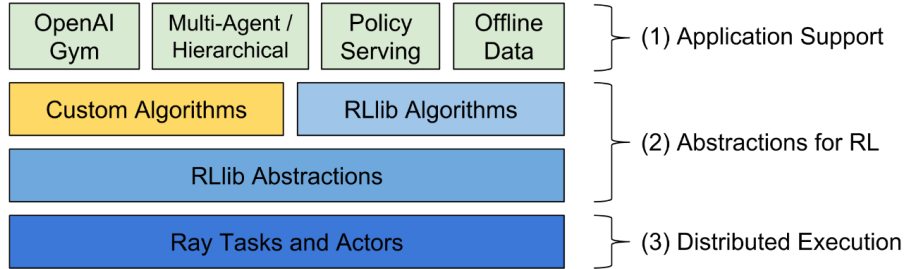 OpenAI
Gym
Multi-Agent /
Hierarchical
Policy
Serving
Offline
Data
(1) Application Support
Custom Algorithms
RLlib Algorithms
(2) Abstractions for RL
RLlib Abstractions
Ray Tasks and Actors
(3) Distributed Execution